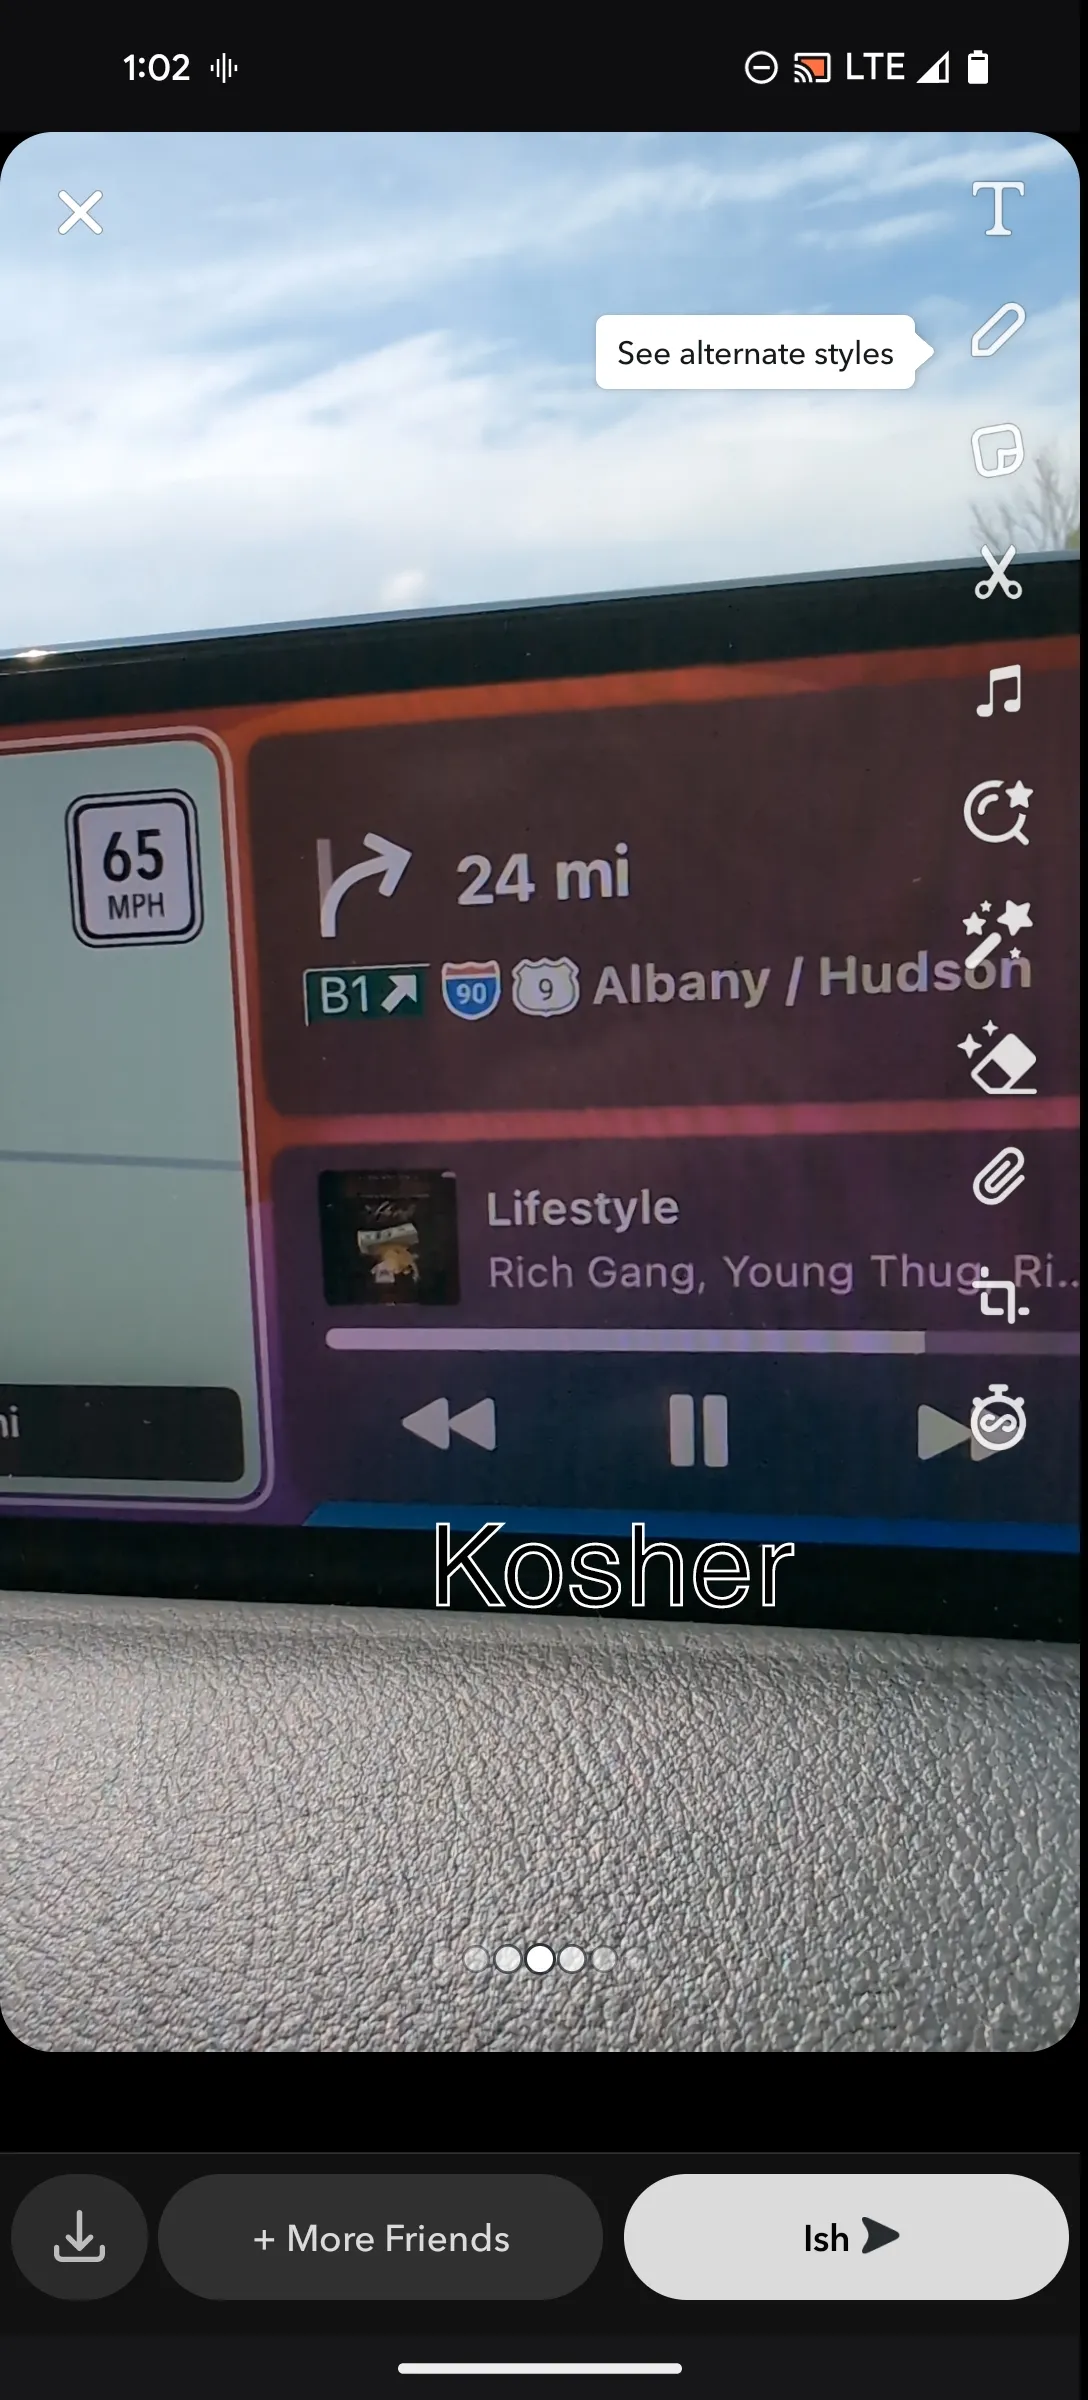 1:02 LTE
See alternate styles
65
MPH
24 mi
B1 90 9 Albany / Hudson
Lifestyle
Rich Gang, Young Thug, Ri...
Kosher
+ More Friends
Ish